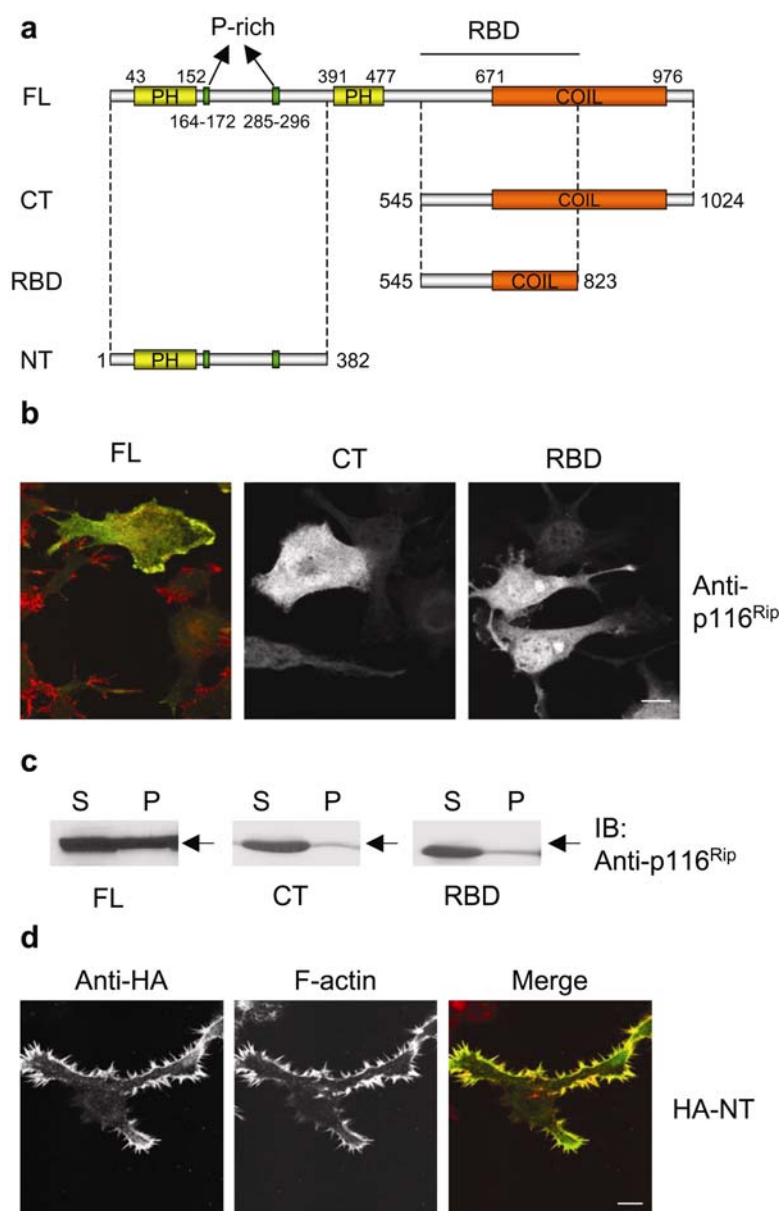 a
P-rich
RBD
43 152 391 477 671 976
FL PH PH COIL
164-172 285-296
CT 545 COIL 1024
RBD 545 COIL 823
NT 1 PH 382
b
FL CT RBD
Anti-
p116Rip
c
S P S P S P
IB:
Anti-p116Rip
FL CT RBD
d
Anti-HA F-actin Merge
HA-NT